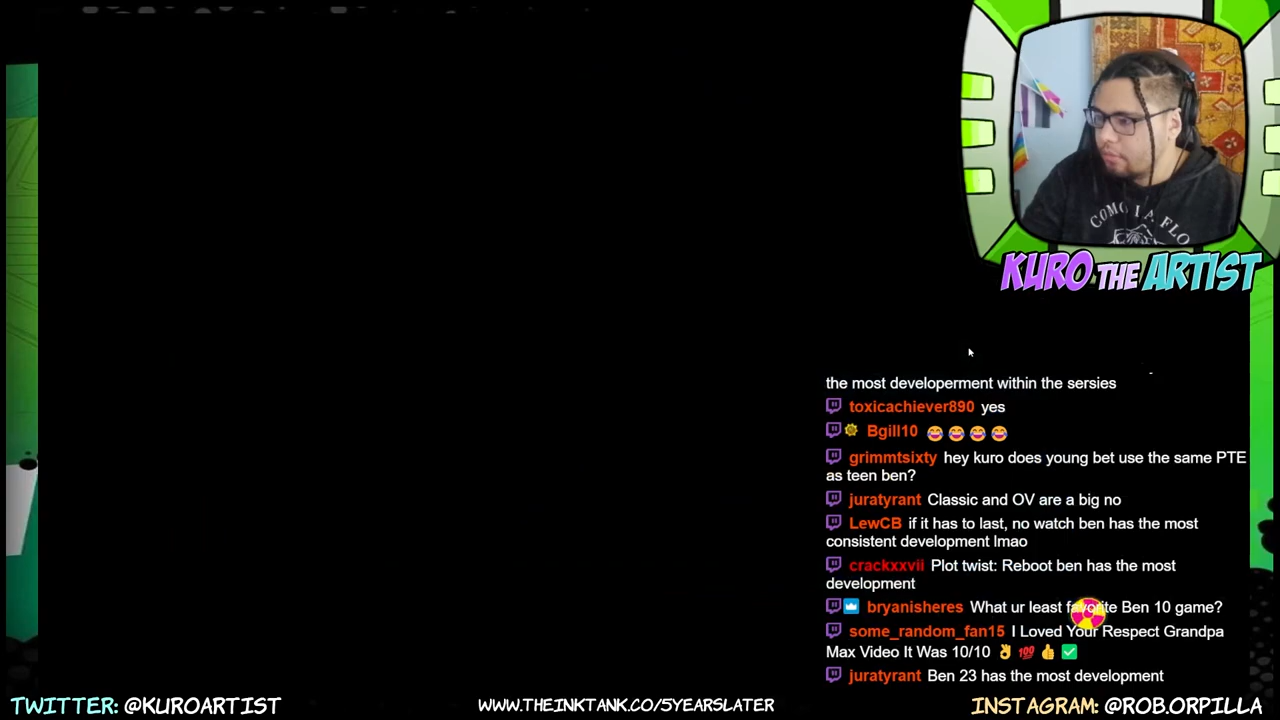 COMO LA FLO
KURO THE ARTIST
the most developerment within the sersies
toxicachiever890 yes
Bgill10 😂 😂 😂 😂
grimmtsixty hey kuro does young bet use the same PTE
as teen ben?
juratyrant Classic and OV are a big no
LewCB if it has to last, no watch ben has the most
consistent development lmao
crackxxvii Plot twist: Reboot ben has the most
development
bryanisheres What ur least favorite Ben 10 game?
some_random_fan15 I Loved Your Respect Grandpa
Max Video It Was 10/10 👌 💯 👍 ✅
juratyrant Ben 23 has the most development
TWITTER: @KUROARTIST
WWW.THEINKTANK.CO/5YEARSLATER
INSTAGRAM: @ROB.ORPILLA